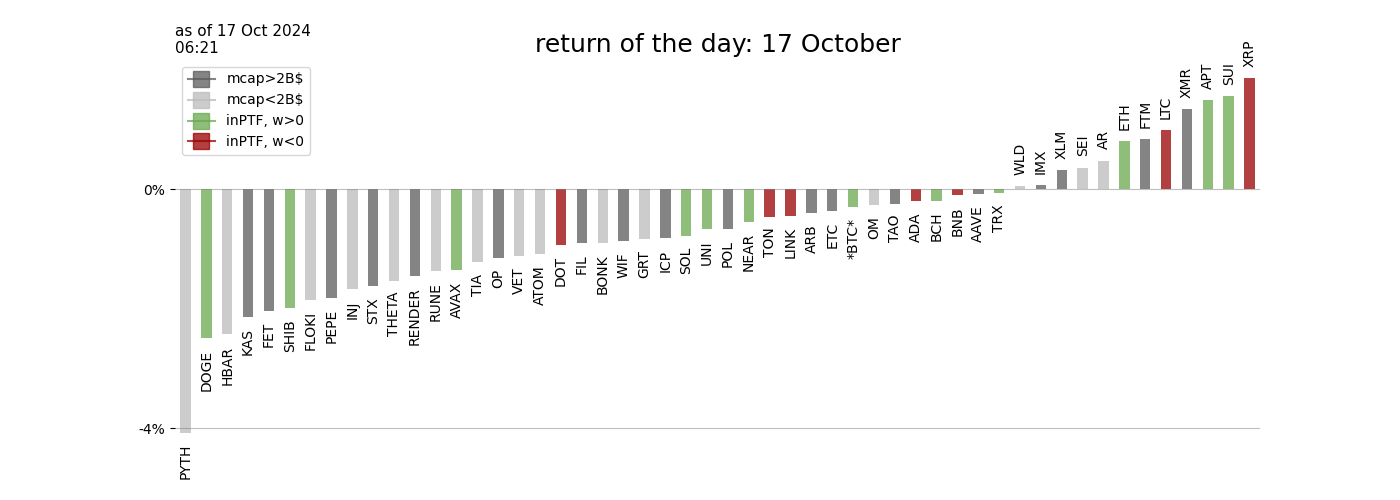 as of 17 Oct 2024
06:21
return of the day: 17 October
mcap>2B$
mcap<2B$
inPTF, w>0
inPTF, w<0
0%
-4%
PYTH
DOGE
HBAR
KAS
FET
SHIB
FLOKI
PEPE
INJ
STX
THETA
RENDER
RUNE
AVAX
TIA
OP
VET
ATOM
DOT
FIL
BONK
WIF
GRT
ICP
SOL
UNI
POL
NEAR
TON
LINK
ARB
ETC
*BTC*
OM
TAO
ADA
BCH
BNB
AAVE
TRX
WLD
IMX
XLM
SEI
AR
ETH
FTM
LTC
XMR
APT
SUI
XRP